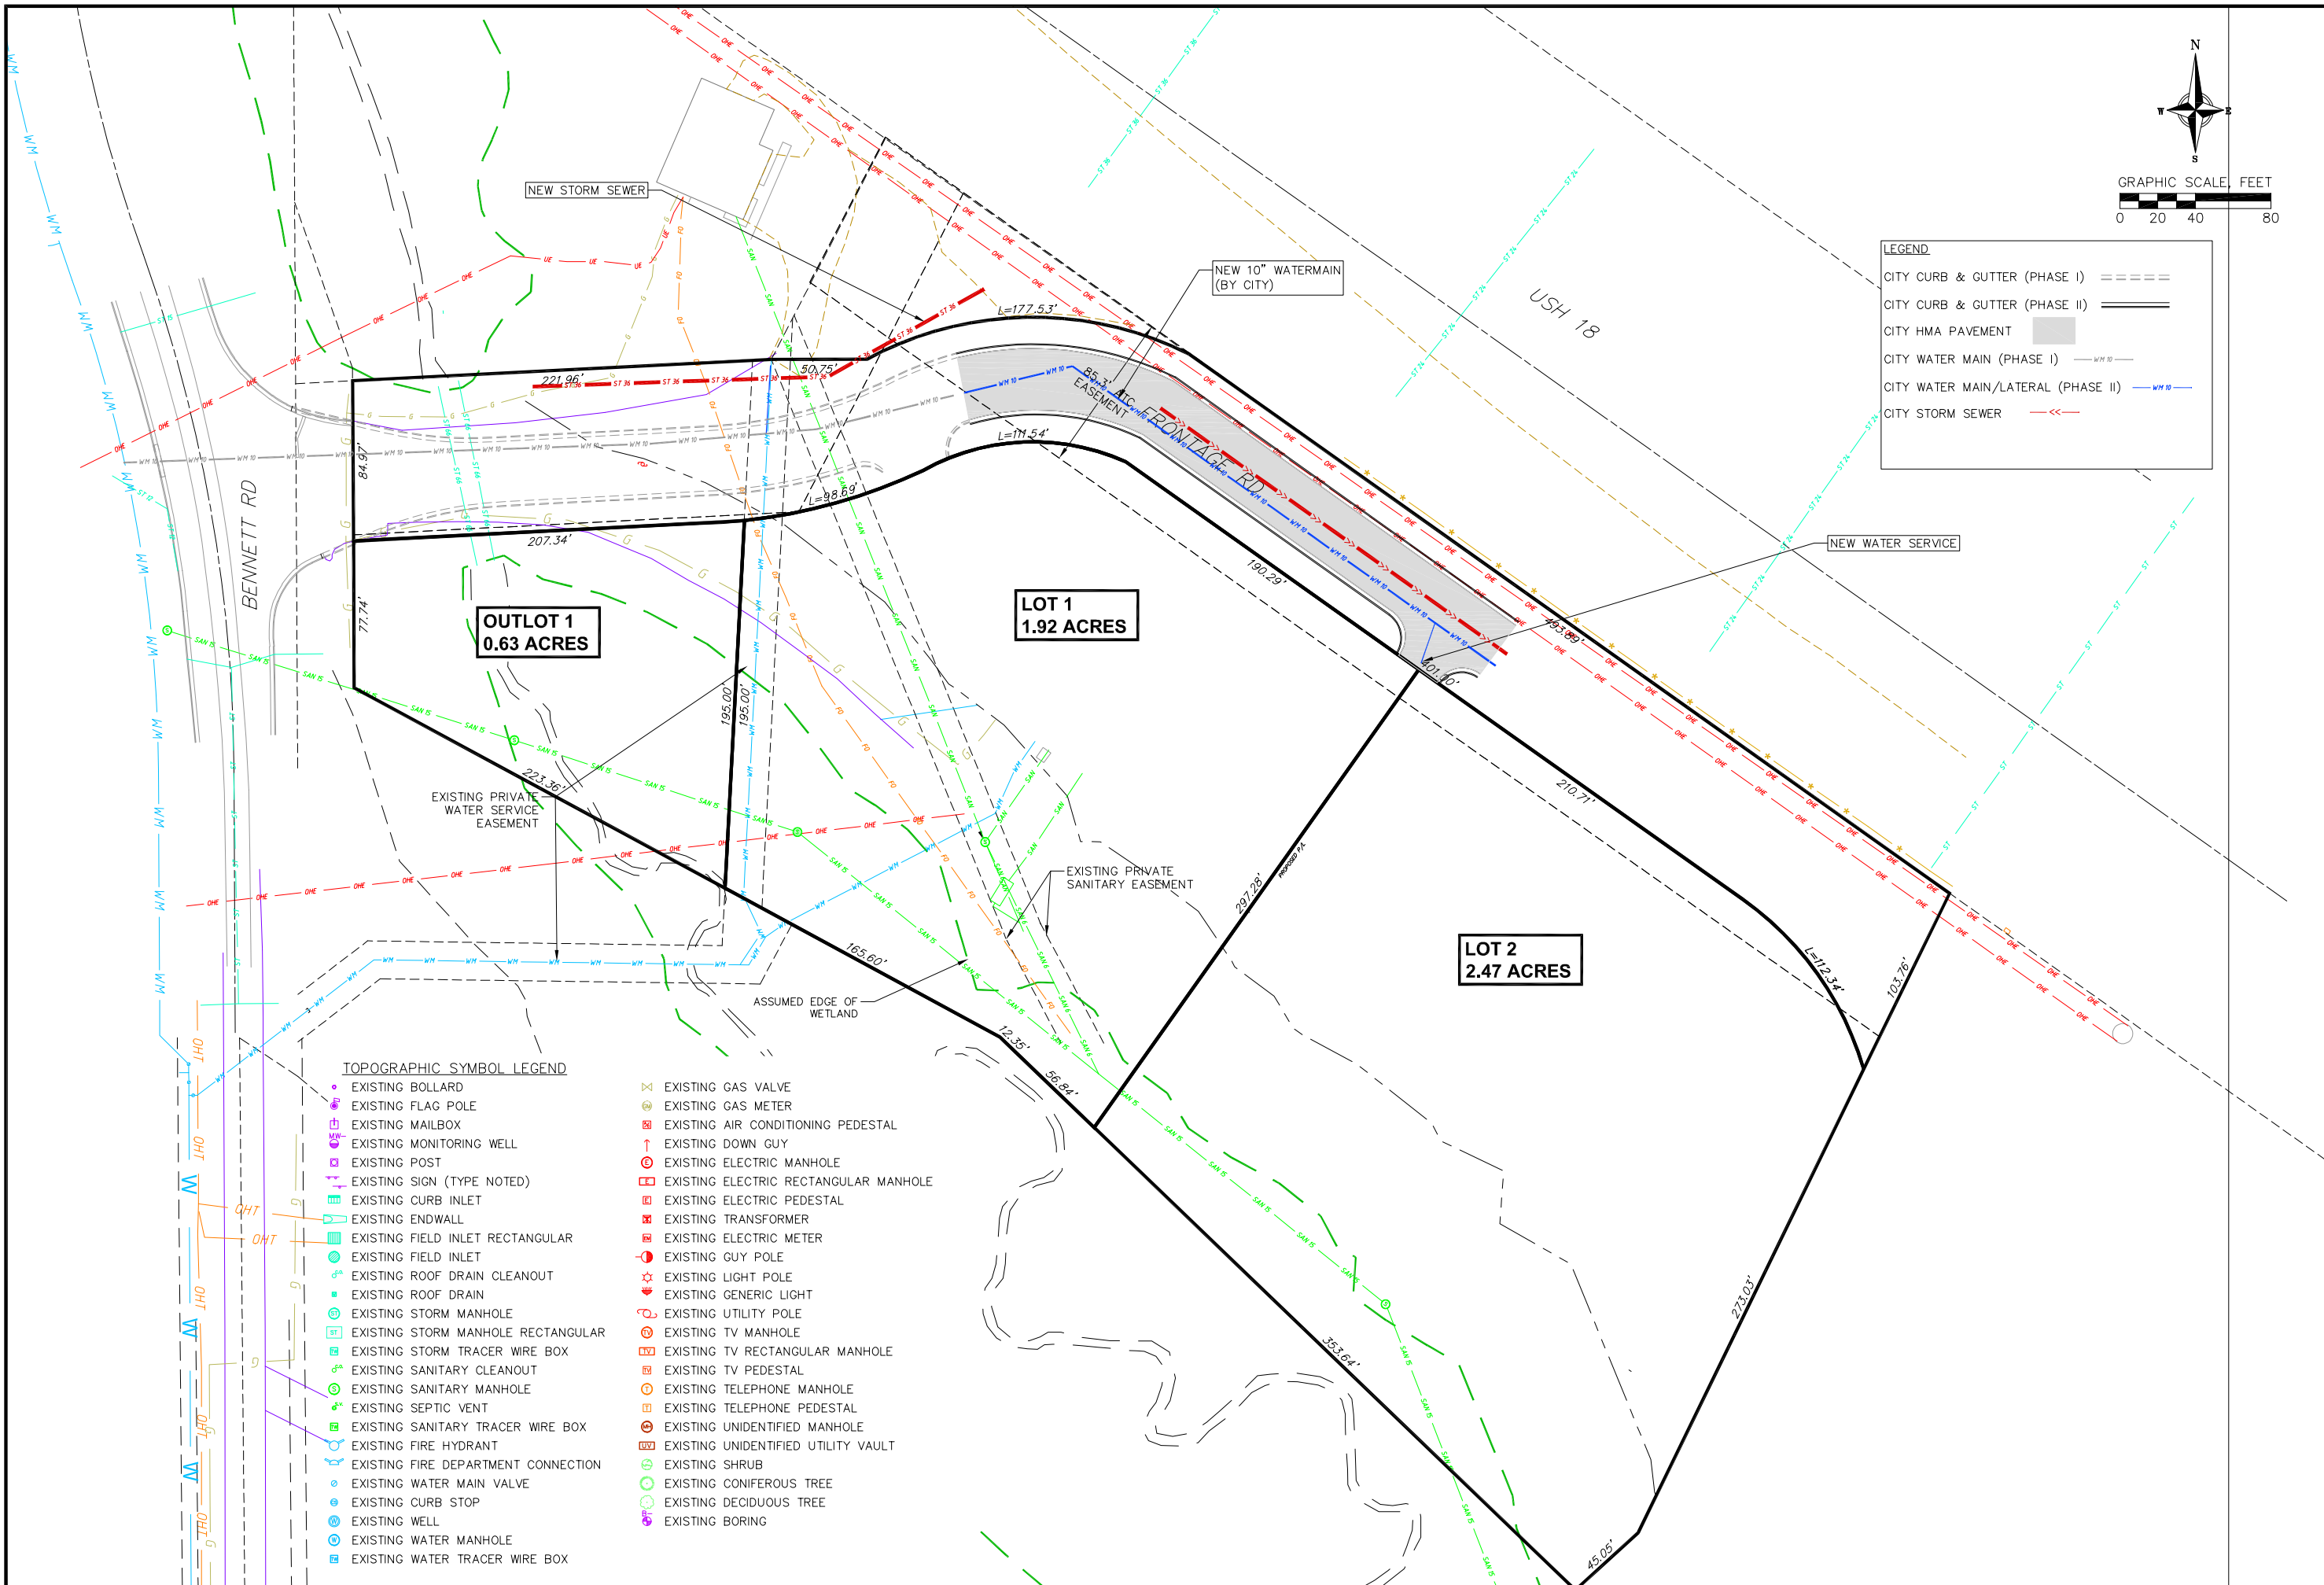 N
W
E
S
GRAPHIC SCALE, FEET
0 20 40 80
LEGEND
CITY CURB & GUTTER (PHASE I)
CITY CURB & GUTTER (PHASE II)
CITY HMA PAVEMENT
CITY WATER MAIN (PHASE I) WM 10
CITY WATER MAIN/LATERAL (PHASE II) WM 10
CITY STORM SEWER <<
USH 18
NEW STORM SEWER
NEW 10" WATERMAIN
(BY CITY)
NEW WATER SERVICE
BENNETT RD
FRONTAGE RD
85.3' ATC
EASEMENT
L=177.53'
221.96'
50.75'
84.97'
L=111.54'
L=98.69'
207.34'
77.74'
190.29'
493.89'
401.00'
OUTLOT 1
0.63 ACRES
LOT 1
1.92 ACRES
195.00'
195.00'
223.36'
210.71'
EXISTING PRIVATE
WATER SERVICE
EASEMENT
EXISTING PRIVATE
SANITARY EASEMENT
297.28'
PROPOSED P/L
LOT 2
2.47 ACRES
165.60'
L=112.34'
103.76'
ASSUMED EDGE OF
WETLAND
12.35'
56.84'
353.64'
273.03'
45.05'
TOPOGRAPHIC SYMBOL LEGEND
EXISTING BOLLARD
EXISTING FLAG POLE
EXISTING MAILBOX
EXISTING MONITORING WELL
EXISTING POST
EXISTING SIGN (TYPE NOTED)
EXISTING CURB INLET
EXISTING ENDWALL
EXISTING FIELD INLET RECTANGULAR
EXISTING FIELD INLET
EXISTING ROOF DRAIN CLEANOUT
EXISTING ROOF DRAIN
EXISTING STORM MANHOLE
EXISTING STORM MANHOLE RECTANGULAR
EXISTING STORM TRACER WIRE BOX
EXISTING SANITARY CLEANOUT
EXISTING SANITARY MANHOLE
EXISTING SEPTIC VENT
EXISTING SANITARY TRACER WIRE BOX
EXISTING FIRE HYDRANT
EXISTING FIRE DEPARTMENT CONNECTION
EXISTING WATER MAIN VALVE
EXISTING CURB STOP
EXISTING WELL
EXISTING WATER MANHOLE
EXISTING WATER TRACER WIRE BOX
EXISTING GAS VALVE
EXISTING GAS METER
EXISTING AIR CONDITIONING PEDESTAL
EXISTING DOWN GUY
EXISTING ELECTRIC MANHOLE
EXISTING ELECTRIC RECTANGULAR MANHOLE
EXISTING ELECTRIC PEDESTAL
EXISTING TRANSFORMER
EXISTING ELECTRIC METER
EXISTING GUY POLE
EXISTING LIGHT POLE
EXISTING GENERIC LIGHT
EXISTING UTILITY POLE
EXISTING TV MANHOLE
EXISTING TV RECTANGULAR MANHOLE
EXISTING TV PEDESTAL
EXISTING TELEPHONE MANHOLE
EXISTING TELEPHONE PEDESTAL
EXISTING UNIDENTIFIED MANHOLE
EXISTING UNIDENTIFIED UTILITY VAULT
EXISTING SHRUB
EXISTING CONIFEROUS TREE
EXISTING DECIDUOUS TREE
EXISTING BORING